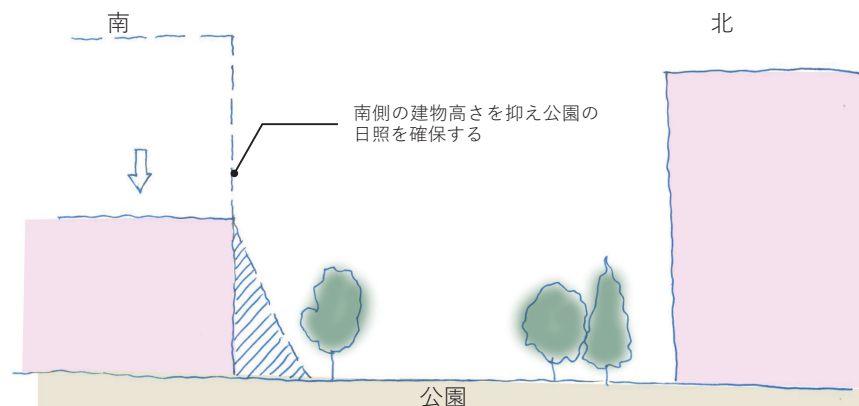 南
北
南側の建物高さを抑え公園の
日照を確保する
公園